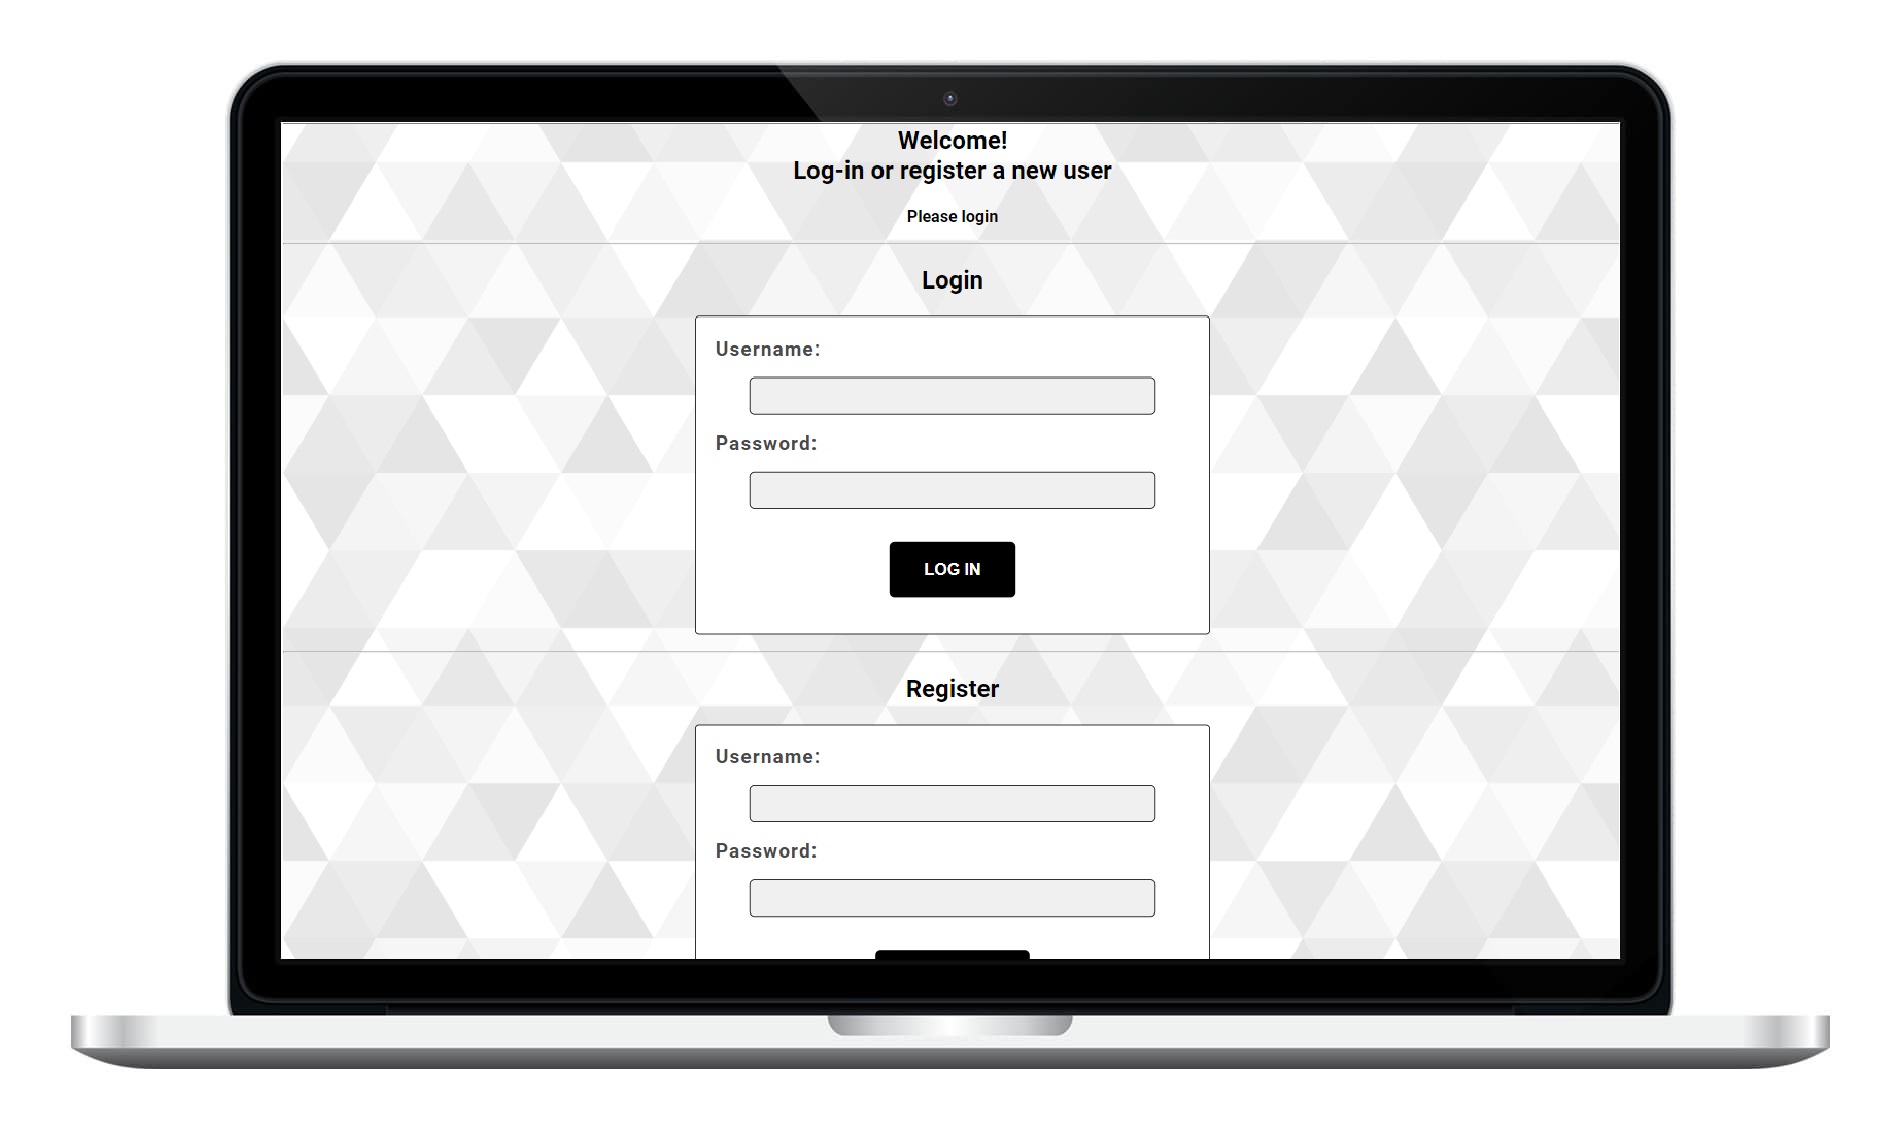 Welcome!
Log-in or register a new user
Please login
Login
Username:
Password:
LOG IN
Register
Username:
Password: